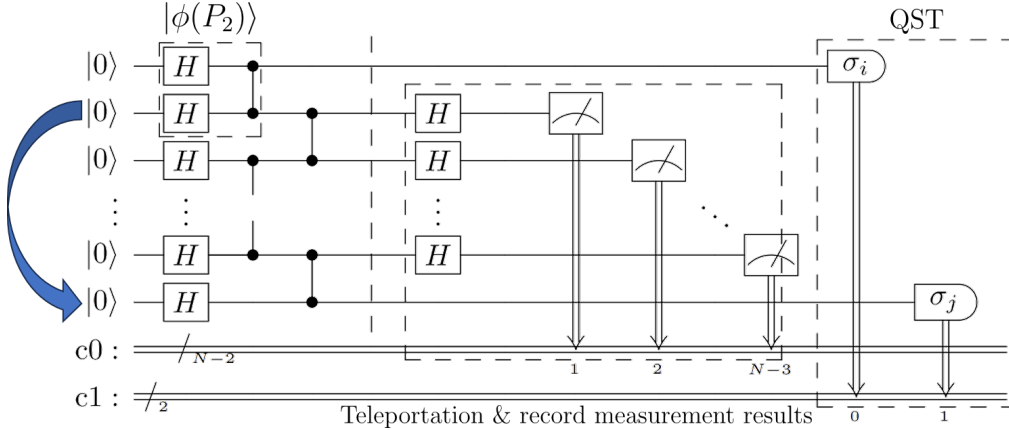 |ϕ(P₂)⟩ QST
|0⟩ H σᵢ
|0⟩ H H
|0⟩ H H
⋮ ⋮ ⋮ ⋱
|0⟩ H H
|0⟩ H σⱼ
c0 : N−2 1 2 N−3
c1 : 2 0 1
Teleportation & record measurement results